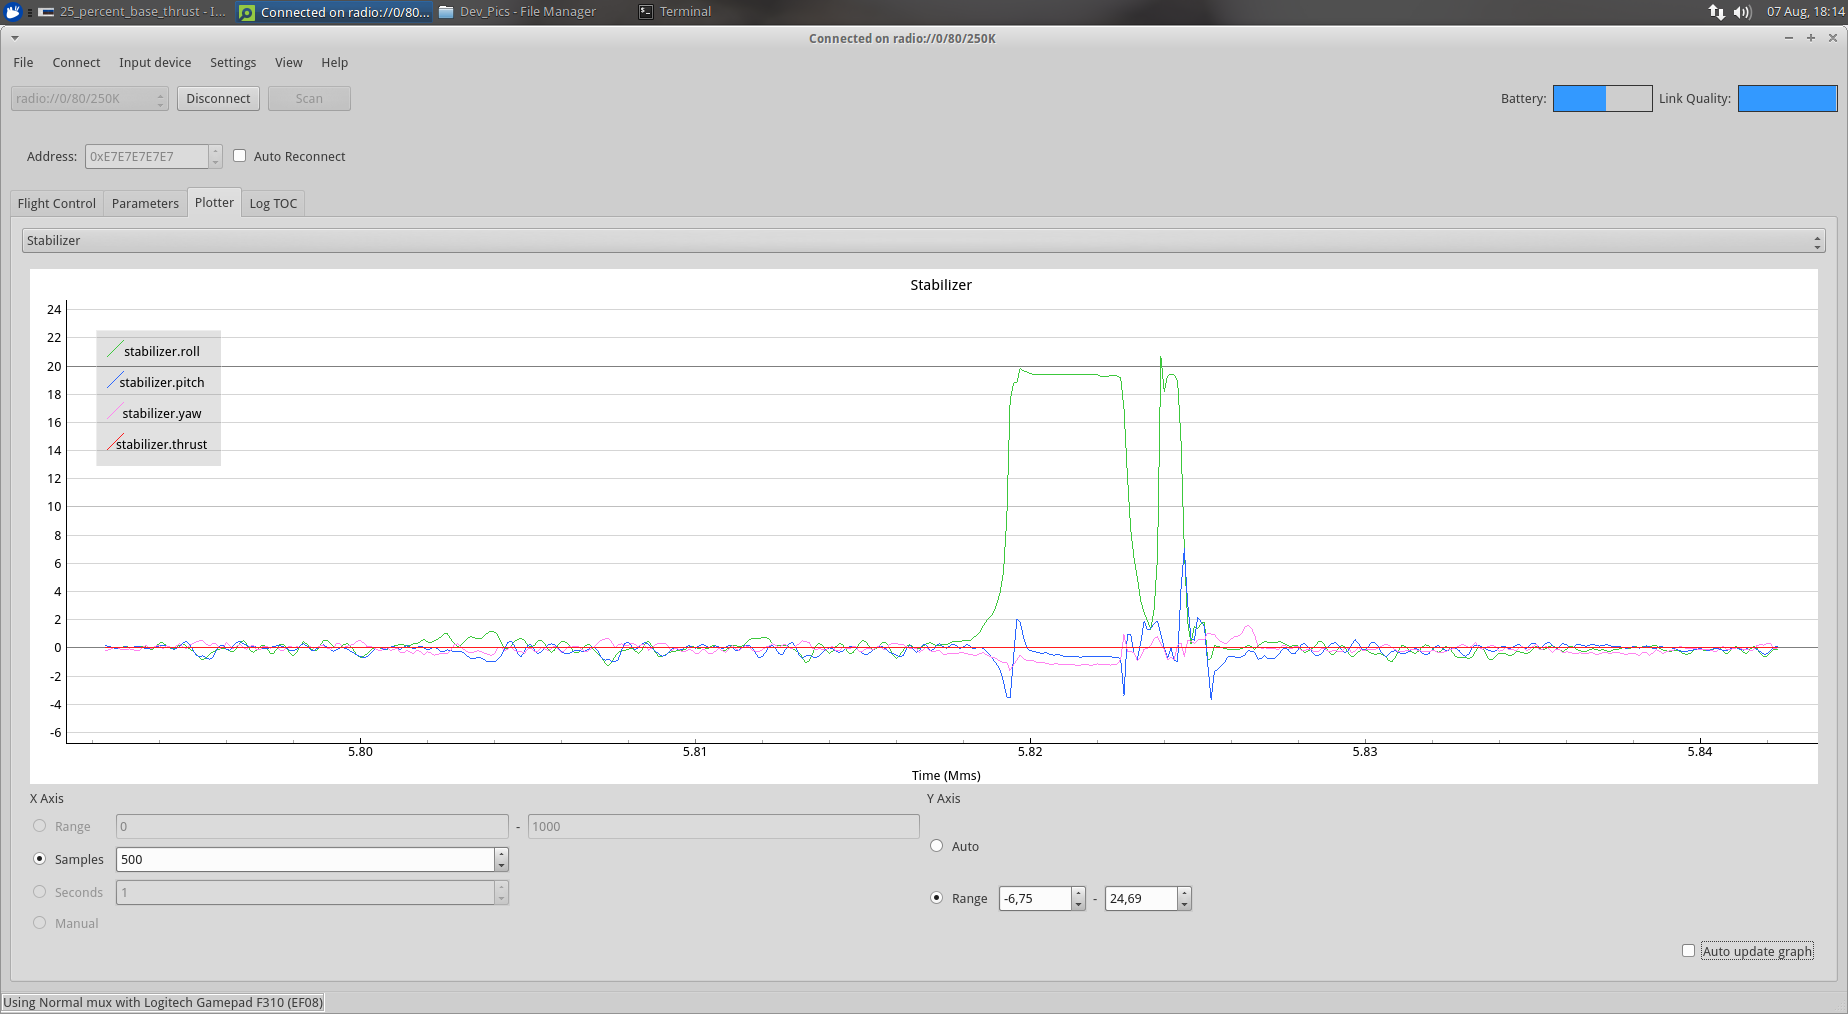 25_percent_base_thrust - I... Connected on radio://0/80... Dev_Pics - File Manager Terminal 07 Aug, 18:14
Connected on radio://0/80/250K
File Connect Input device Settings View Help
radio://0/80/250K Disconnect Scan Battery: Link Quality:
Address: 0xE7E7E7E7E7 Auto Reconnect
Flight Control Parameters Plotter Log TOC
Stabilizer
Stabilizer
24
22
20
18
16
14
12
10
8
6
4
2
0
-2
-4
-6
stabilizer.roll
stabilizer.pitch
stabilizer.yaw
stabilizer.thrust
5.80 5.81 5.82 5.83 5.84
Time (Mms)
X Axis
Range 0 - 1000
Samples 500
Seconds 1
Manual
Y Axis
Auto
Range -6,75 - 24,69
Auto update graph
Using Normal mux with Logitech Gamepad F310 (EF08)